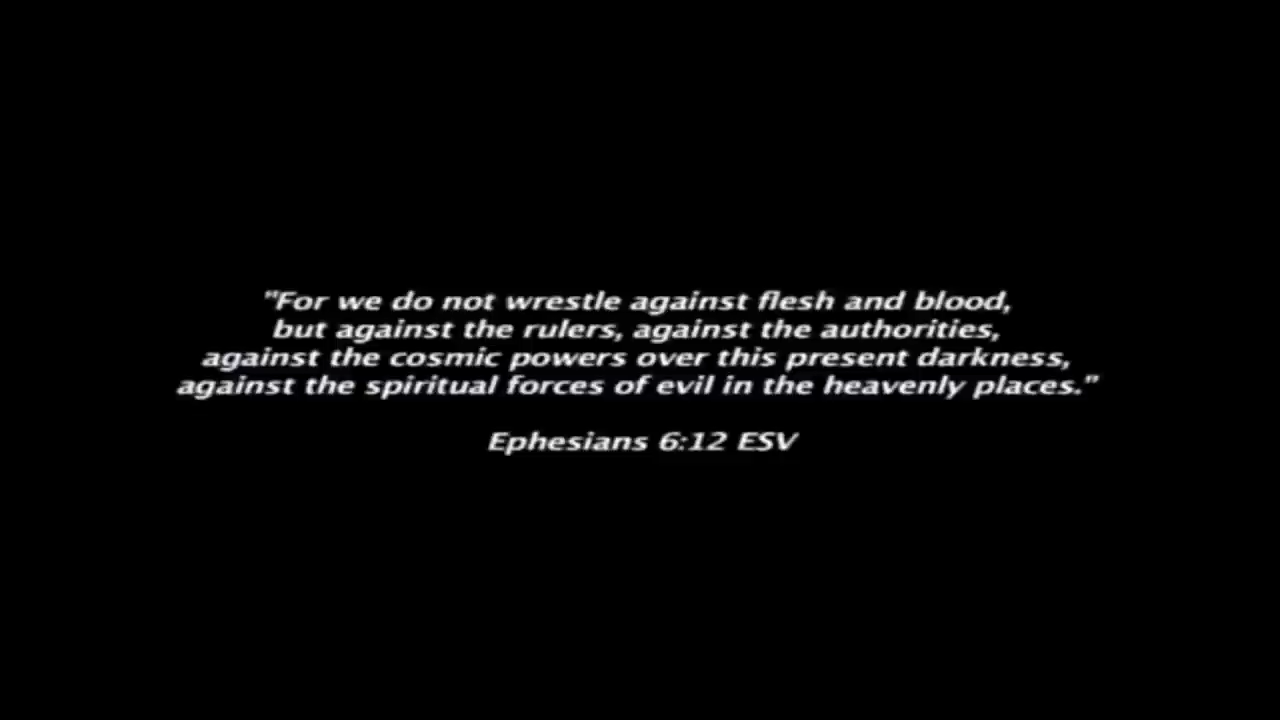 "For we do not wrestle against flesh and blood,
but against the rulers, against the authorities,
against the cosmic powers over this present darkness,
against the spiritual forces of evil in the heavenly places."
Ephesians 6:12 ESV